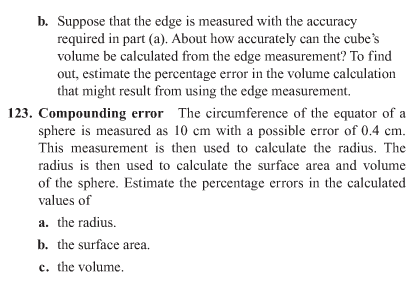 b. Suppose that the edge is measured with the accuracy
required in part (a). About how accurately can the cube's
volume be calculated from the edge measurement? To find
out, estimate the percentage error in the volume calculation
that might result from using the edge measurement.
123. Compounding error The circumference of the equator of a
sphere is measured as 10 cm with a possible error of 0.4 cm.
This measurement is then used to calculate the radius. The
radius is then used to calculate the surface area and volume
of the sphere. Estimate the percentage errors in the calculated
values of
a. the radius.
b. the surface area.
c. the volume.